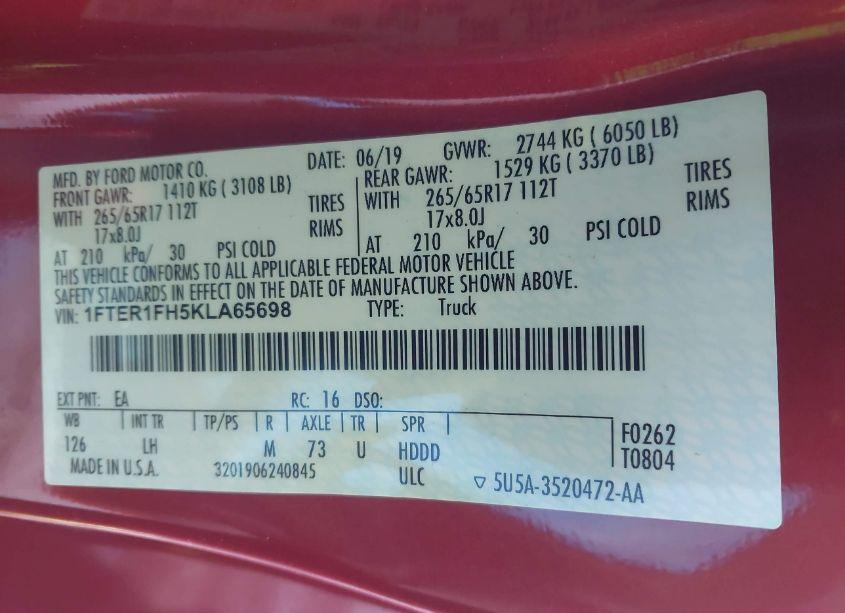 MFD. BY FORD MOTOR CO. DATE: 06/19 GVWR: 2744 KG ( 6050 LB)
FRONT GAWR: 1410 KG ( 3108 LB) REAR GAWR: 1529 KG ( 3370 LB)
WITH 265/65R17 112T TIRES WITH 265/65R17 112T TIRES
17x8.0J RIMS 17x8.0J RIMS
AT 210 kPa/ 30 PSI COLD AT 210 kPa/ 30 PSI COLD
THIS VEHICLE CONFORMS TO ALL APPLICABLE FEDERAL MOTOR VEHICLE
SAFETY STANDARDS IN EFFECT ON THE DATE OF MANUFACTURE SHOWN ABOVE.
VIN: 1FTER1FH5KLA65698 TYPE: Truck
EXT PNT: EA RC: 16 DSO:
WB INT TR TP/PS R AXLE TR SPR
126 LH M 73 U HDDD F0262
MADE IN U.S.A. 3201906240845 ULC T0804
5U5A-3520472-AA